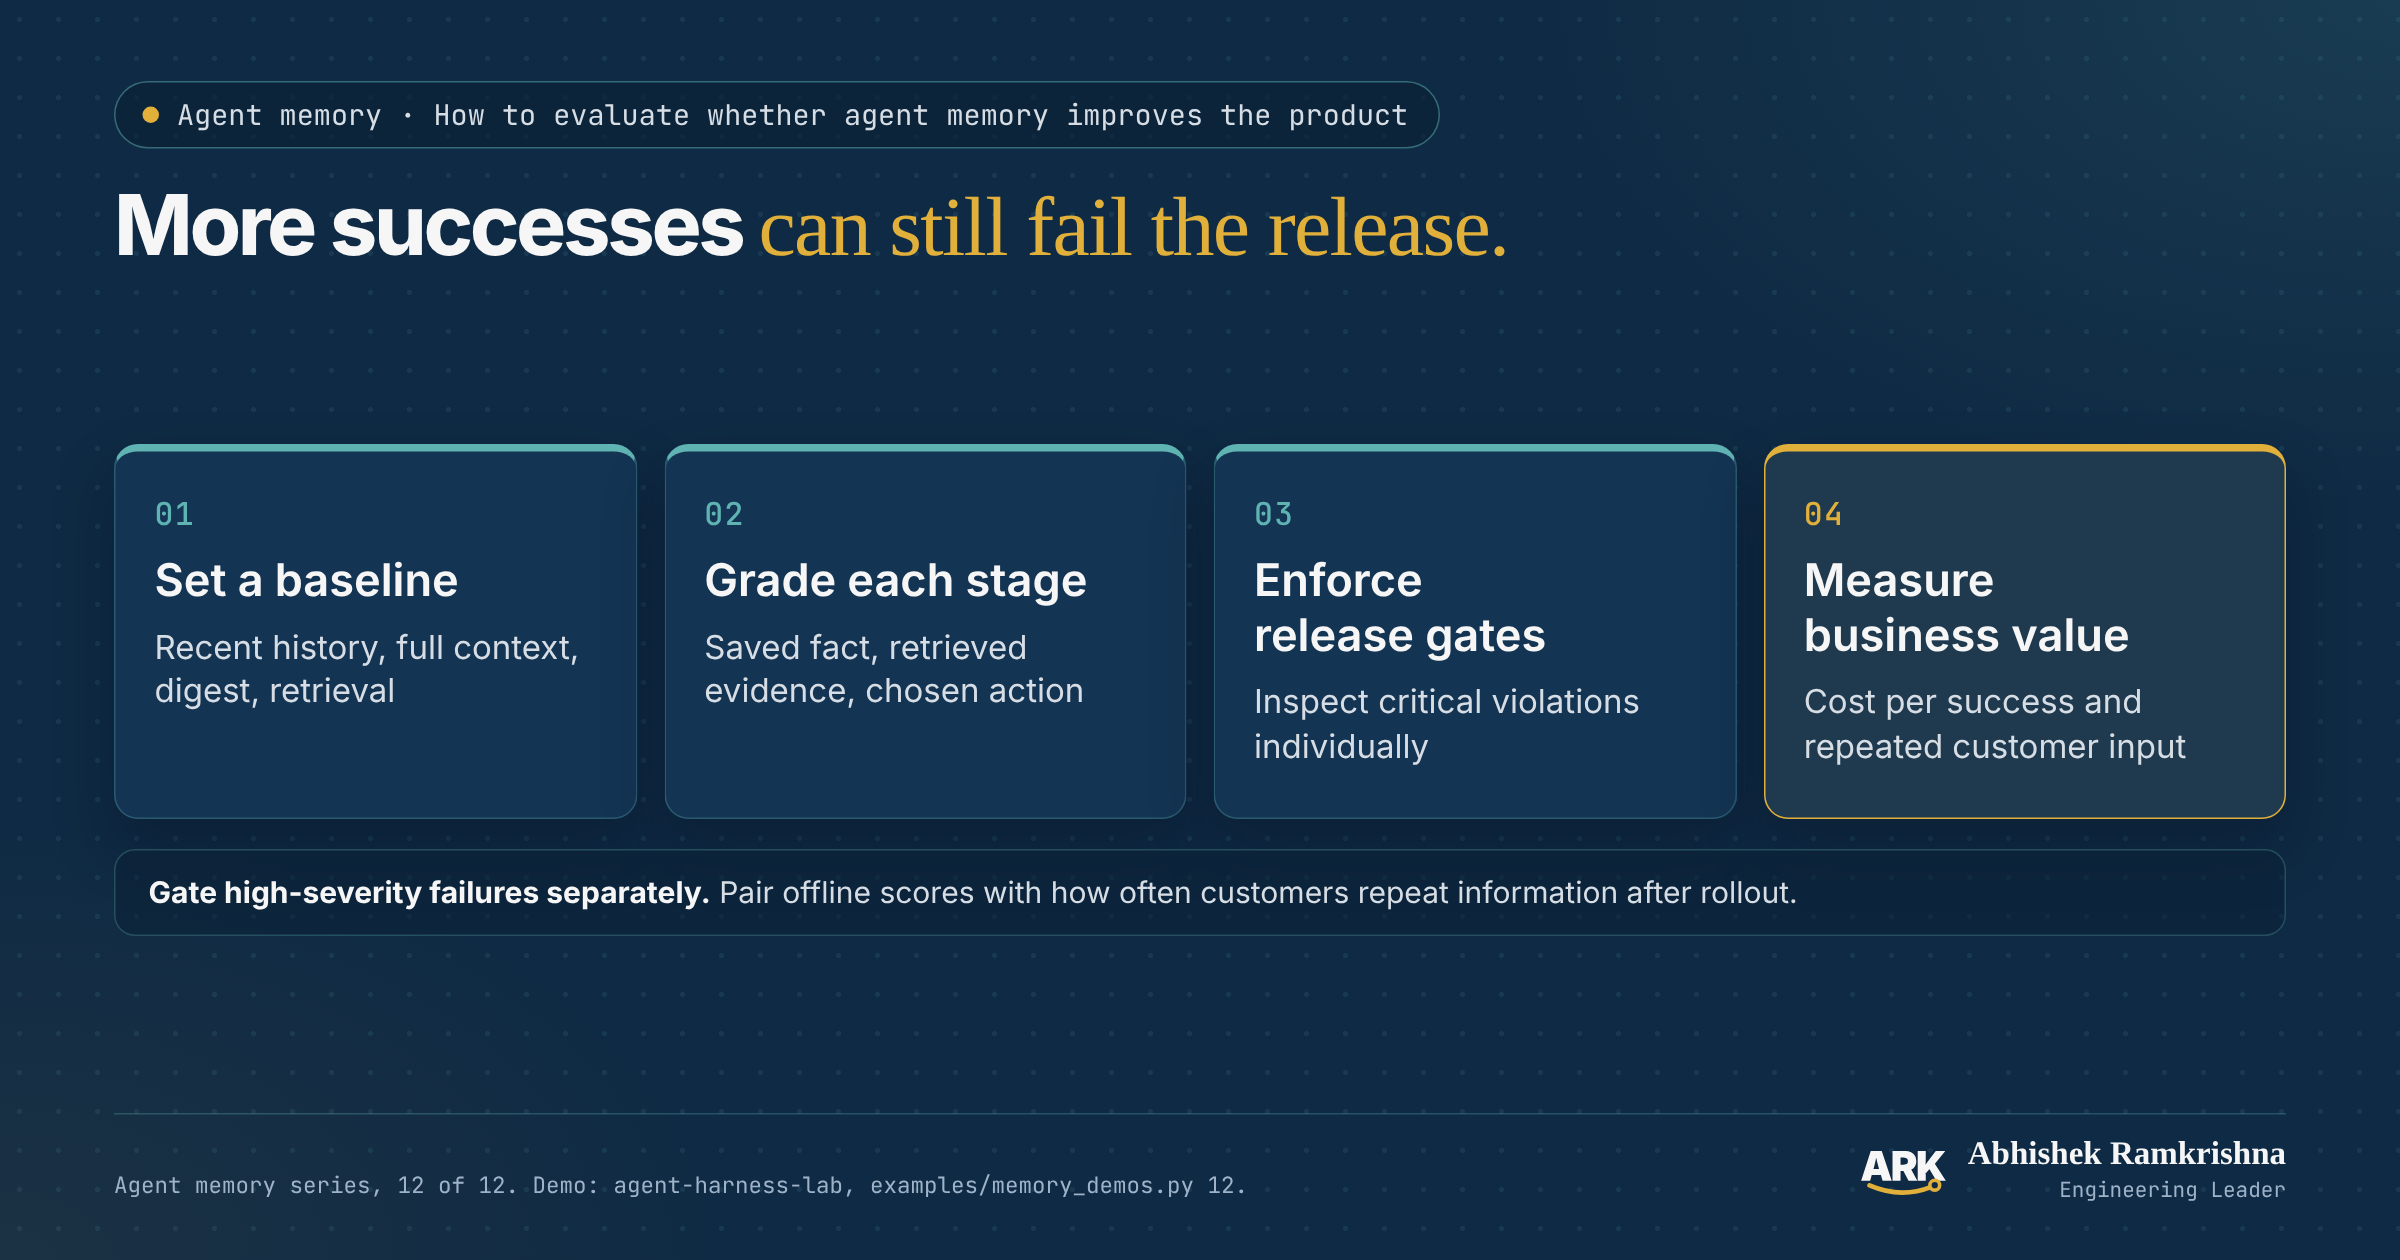 Agent memory · How to evaluate whether agent memory improves the product
More successes can still fail the release.
01
Set a baseline
Recent history, full context,
digest, retrieval
02
Grade each stage
Saved fact, retrieved
evidence, chosen action
03
Enforce
release gates
Inspect critical violations
individually
04
Measure
business value
Cost per success and
repeated customer input
Gate high-severity failures separately. Pair offline scores with how often customers repeat information after rollout.
Agent memory series, 12 of 12. Demo: agent-harness-lab, examples/memory_demos.py 12.
ARK
Abhishek Ramkrishna
Engineering Leader